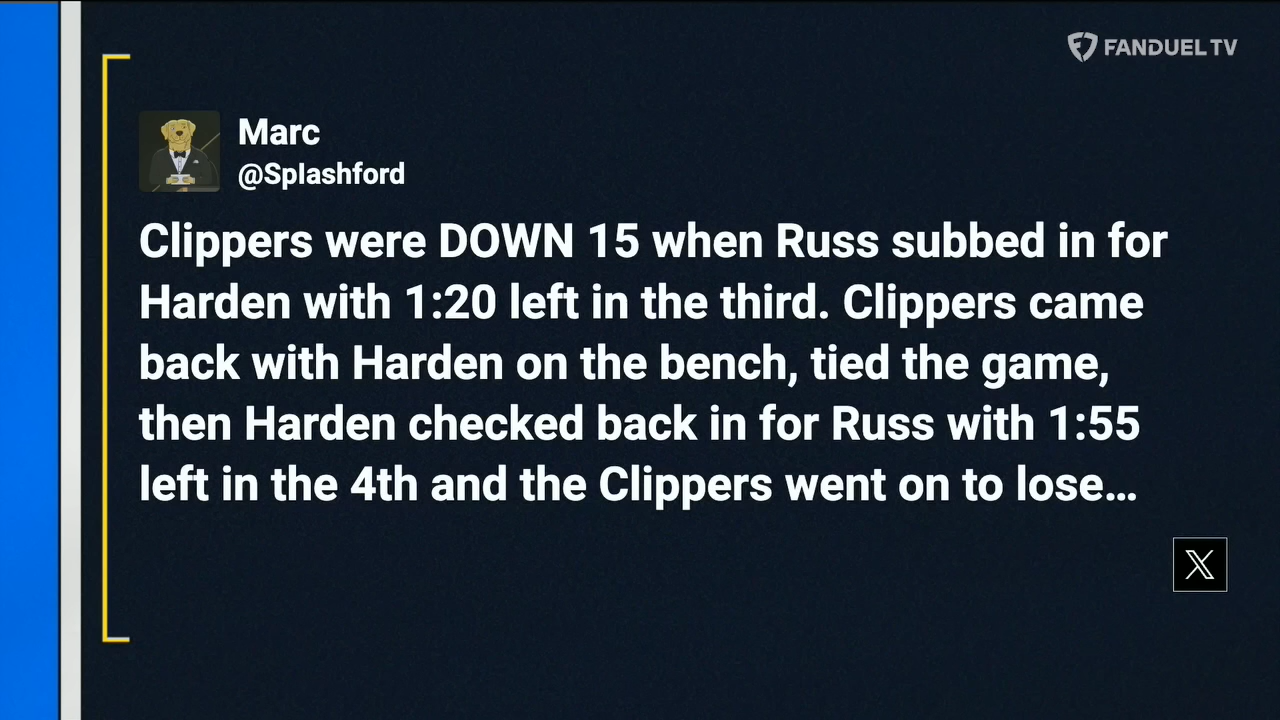 FANDUEL TV
Marc
@Splashford
Clippers were DOWN 15 when Russ subbed in for
Harden with 1:20 left in the third. Clippers came
back with Harden on the bench, tied the game,
then Harden checked back in for Russ with 1:55
left in the 4th and the Clippers went on to lose...